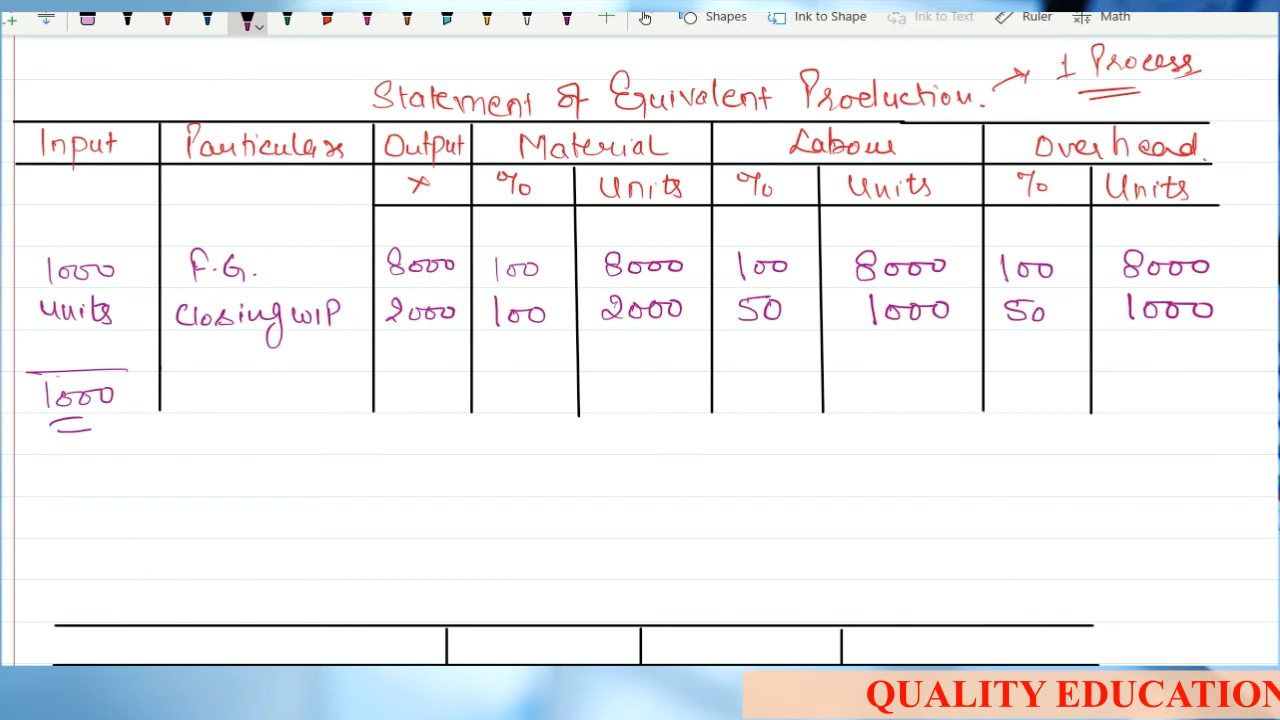 Shapes Ink to Shape Ink to Text Ruler Math
Statement of Equivalent Production. → 1 Process
Input Particulars Output Material Labour Overhead.
x % Units % Units % Units
1000 F.G. 8000 100 8000 100 8000 100 8000
units Closing WIP 2000 100 2000 50 1000 50 1000
1000
QUALITY EDUCATION